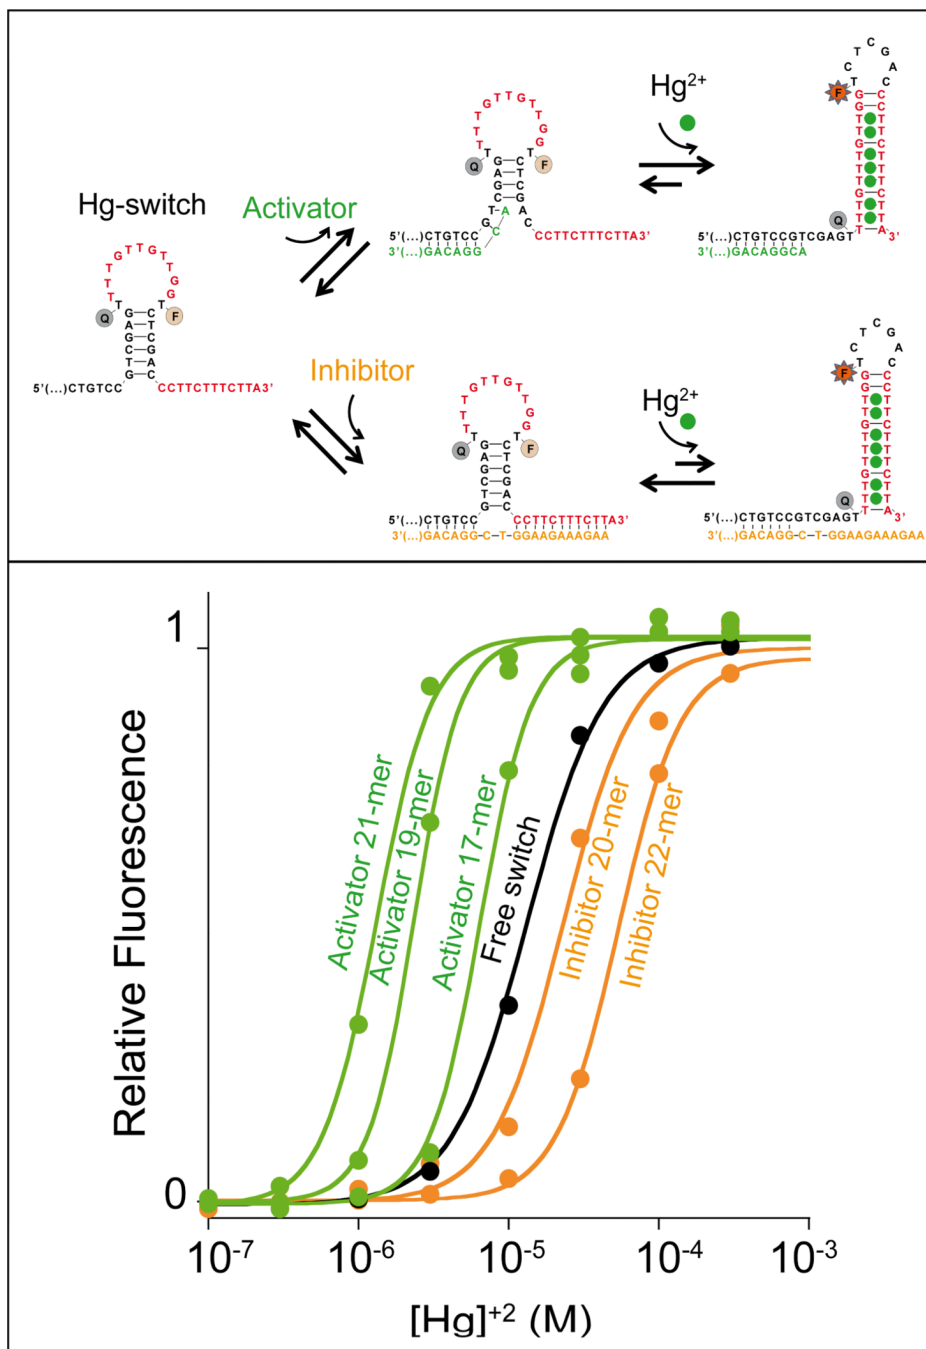 Hg-switch
Activator
Inhibitor
Hg2+
Hg2+
Q
F
TTTTGTTGTTGG
5'(...)CTGTCC
CCTTCTTTCTTA3'
5'(...)CTGTCC
3'(...)GACAGG
CCTTCTTTCTTA3'
5'(...)CTGTCCGTCGAGT
3'(...)GACAGGCA
3'
5'(...)CTGTCC
CCTTCTTTCTTA3'
3'(...)GACAGG-C-T-GGAAGAAAGAA
5'(...)CTGTCCGTCGAGT
3'
3'(...)GACAGG-C-T-GGAAGAAAGAA
1
0
Relative Fluorescence
Activator 21-mer
Activator 19-mer
Activator 17-mer
Free switch
Inhibitor 20-mer
Inhibitor 22-mer
10-7
10-6
10-5
10-4
10-3
[Hg]+2 (M)